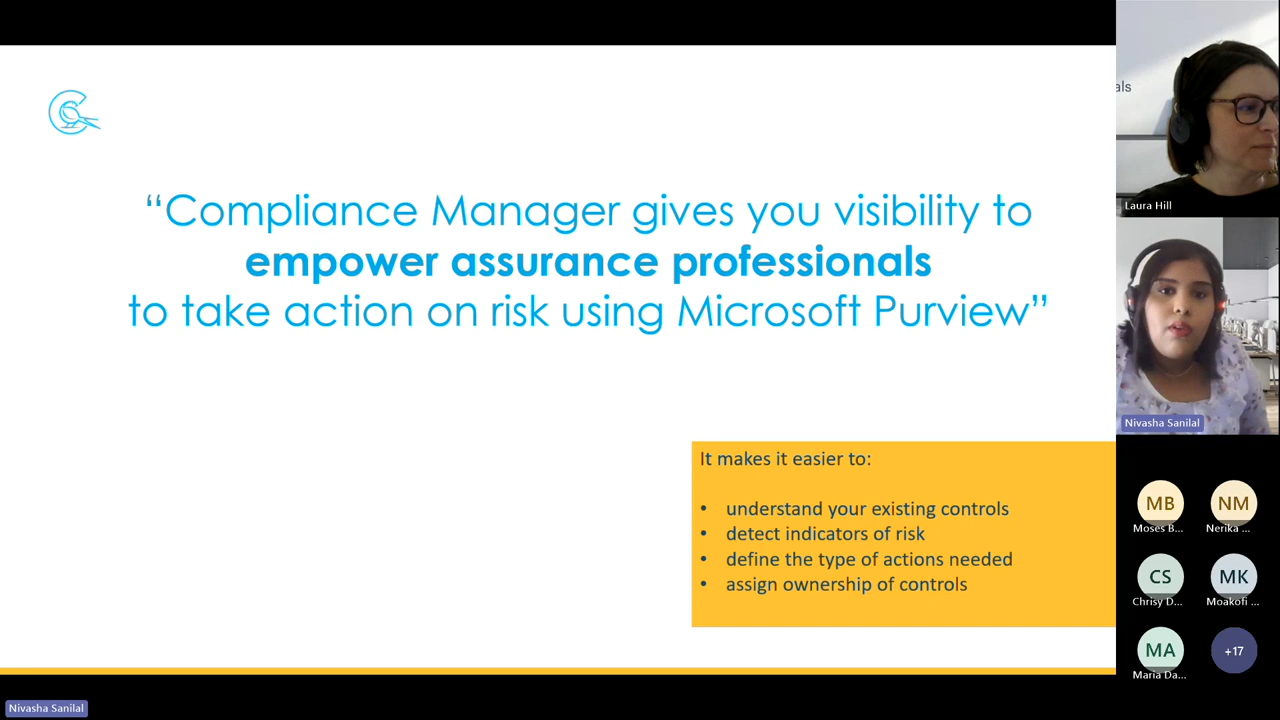 “Compliance Manager gives you visibility to
empower assurance professionals
to take action on risk using Microsoft Purview”
It makes it easier to:
• understand your existing controls
• detect indicators of risk
• define the type of actions needed
• assign ownership of controls
als
Laura Hill
Nivasha Sanilal
MB
Moses B...
NM
Nerika ...
CS
Chrisy D...
MK
Moakofi ...
MA
Maria Da...
+17
Nivasha Sanilal